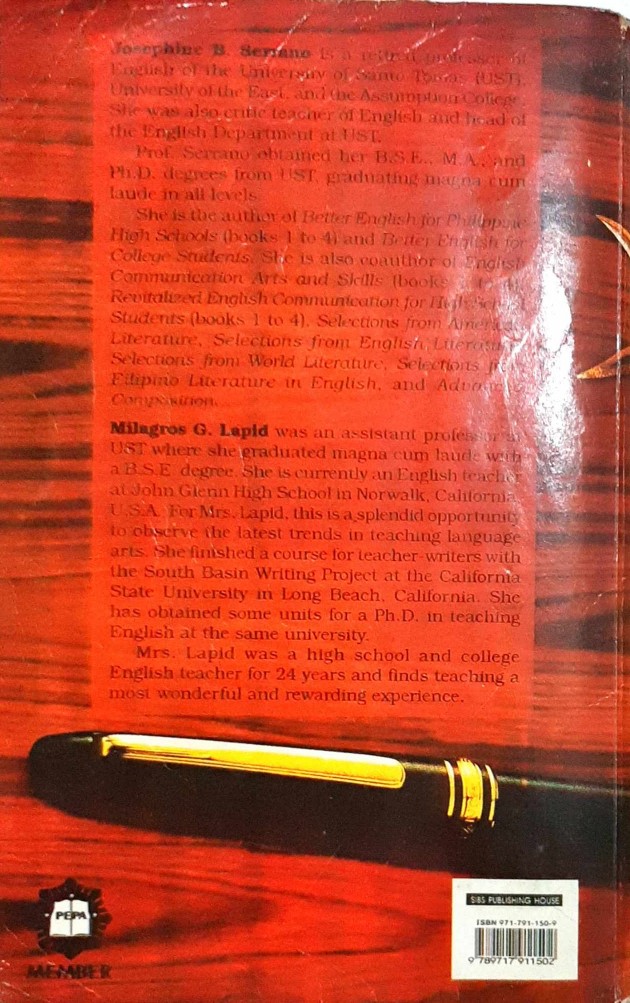 Josephine B. Serrano is a retired professor of
English of the University of Santo Tomas (UST),
University of the East, and the Assumption College.
She was also critic teacher of English and head of
the English Department at UST.
Prof. Serrano obtained her B.S.E., M.A., and
Ph.D. degrees from UST, graduating magna cum
laude in all levels.
She is the author of Better English for Philippine
High Schools (books 1 to 4) and Better English for
College Students. She is also coauthor of English
Communication Arts and Skills (books to 4),
Revitalized English Communication for High School
Students (books 1 to 4), Selections from American
Literature, Selections from English Literature,
Selections from World Literature, Selections from
Filipino Literature in English, and Advanced
Composition.
Milagros G. Lapid was an assistant professor in
UST where she graduated magna cum laude with
a B.S.E. degree. She is currently an English teacher
at John Glenn High School in Norwalk, California,
U.S.A. For Mrs. Lapid, this is a splendid opportunity
to observe the latest trends in teaching language
arts. She finished a course for teacher-writers with
the South Basin Writing Project at the California
State University in Long Beach, California. She
has obtained some units for a Ph.D. in teaching
English at the same university.
Mrs. Lapid was a high school and college
English teacher for 24 years and finds teaching a
most wonderful and rewarding experience.
PEPA
MEMBER
SIBS PUBLISHING HOUSE
ISBN 971-791-150-9
9 789717 911502